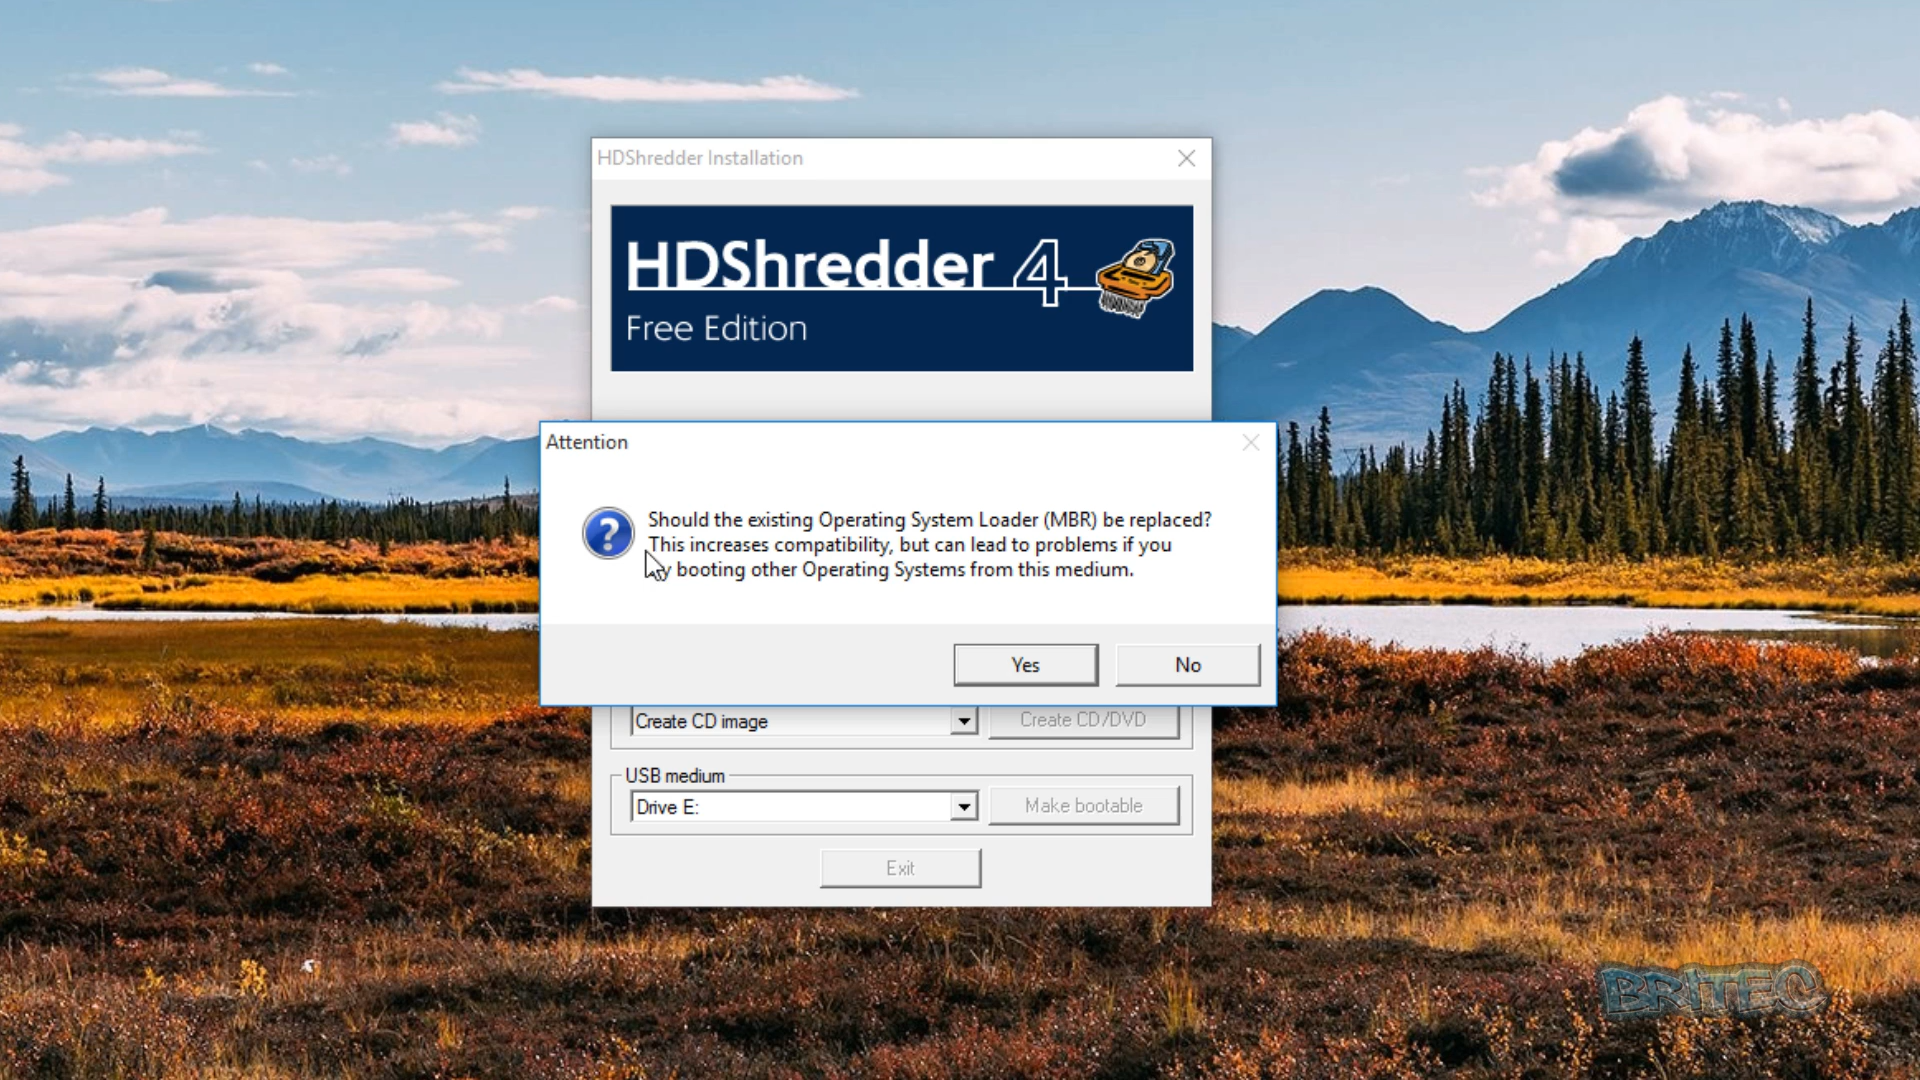 HDShredder Installation
HDShredder 4
Free Edition
Attention
Should the existing Operating System Loader (MBR) be replaced?
This increases compatibility, but can lead to problems if you
booting other Operating Systems from this medium.
Yes
No
Create CD image
Create CD/DVD
USB medium
Drive E:
Make bootable
Exit
BRITEC